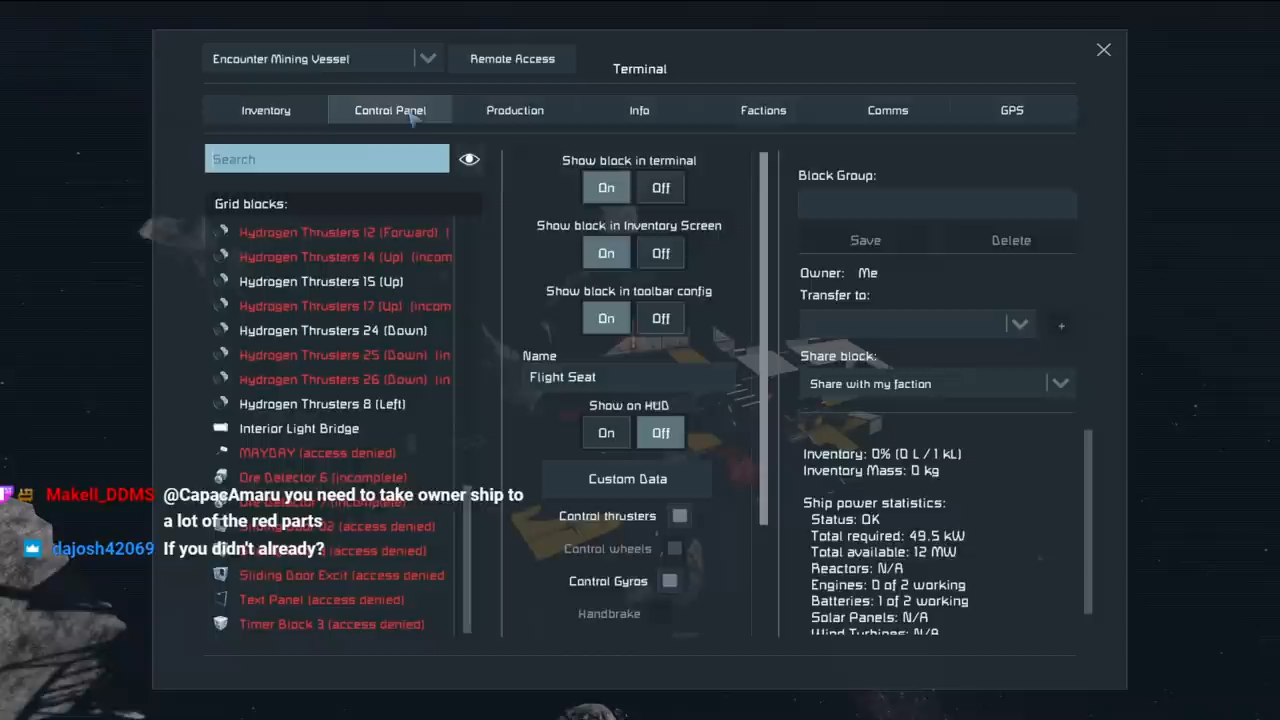 Encounter Mining Vessel
Remote Access
Terminal
Inventory
Control Panel
Production
Info
Factions
Comms
GPS
Search
Grid blocks:
Hydrogen Thrusters 12 (Forward) (
Hydrogen Thrusters 14 (Up) (incom
Hydrogen Thrusters 15 (Up)
Hydrogen Thrusters 17 (Up) (incom
Hydrogen Thrusters 24 (Down)
Hydrogen Thrusters 25 (Down) (in
Hydrogen Thrusters 26 (Down) (in
Hydrogen Thrusters 8 (Left)
Interior Light Bridge
MAYDAY (access denied)
Ore Detector 6 (incomplete)
(access denied)
(access denied)
Sliding Door Excit (access denied
Text Panel (access denied)
Timer Block 3 (access denied)
Makell_DDMS @CapacAmaru you need to take owner ship to
a lot of the red parts
dajosh42069 If you didn't already?
Show block in terminal
On Off
Show block in Inventory Screen
On Off
Show block in toolbar config
On Off
Name
Flight Seat
Show on HUD
On Off
Custom Data
Control thrusters
Control wheels
Control Gyros
Handbrake
Block Group:
Save Delete
Owner: Me
Transfer to:
+
Share block:
Share with my faction
Inventory: 0% (0 L / 1 kL)
Inventory Mass: 0 kg
Ship power statistics:
Status: OK
Total required: 49.5 kW
Total available: 12 MW
Reactors: N/A
Engines: 0 of 2 working
Batteries: 1 of 2 working
Solar Panels: N/A
Wind Turbines: N/A